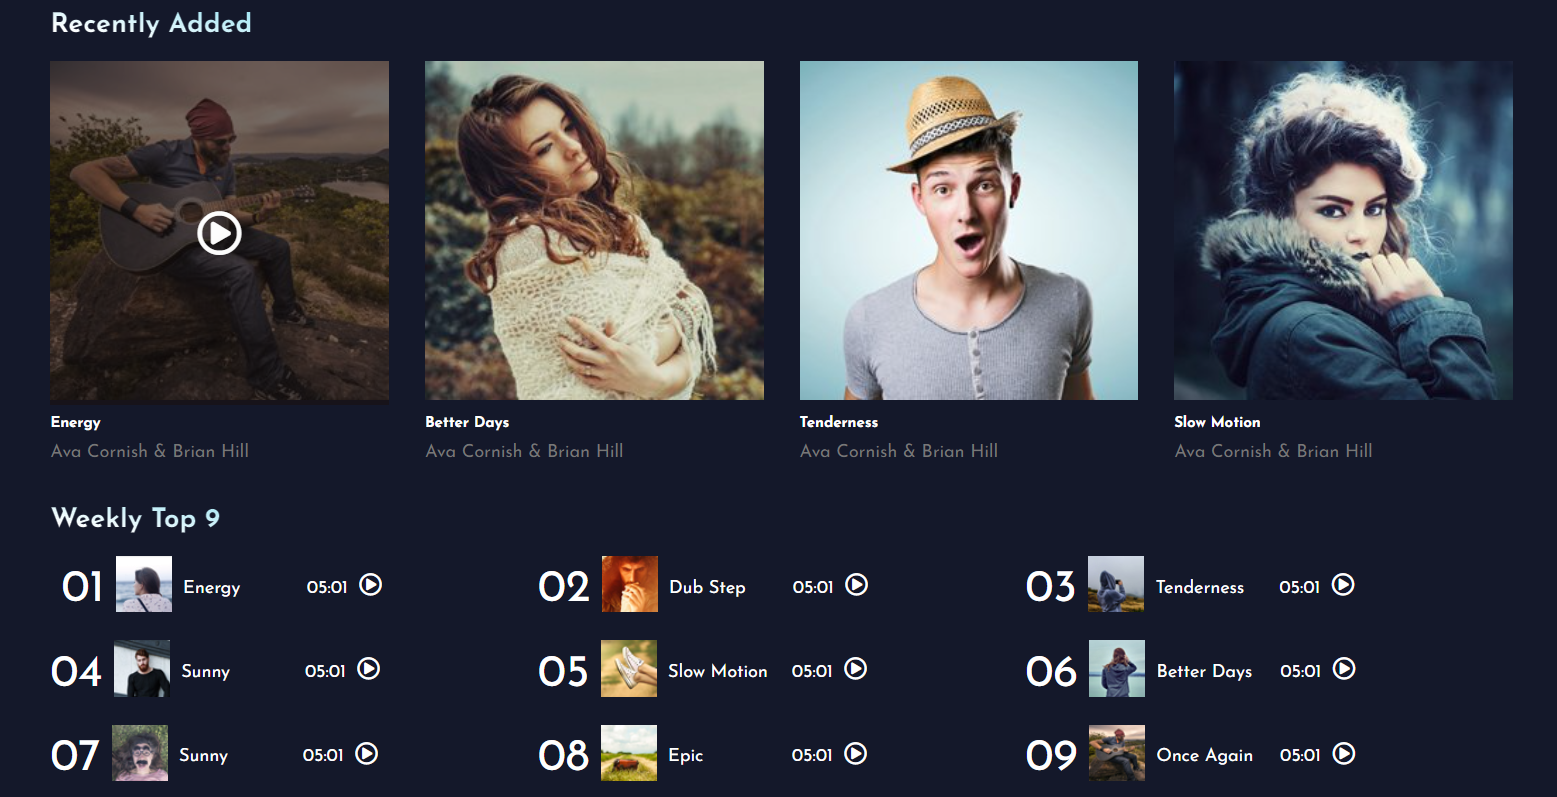 Recently Added
Energy
Ava Cornish & Brian Hill
Better Days
Ava Cornish & Brian Hill
Tenderness
Ava Cornish & Brian Hill
Slow Motion
Ava Cornish & Brian Hill
Weekly Top 9
01 Energy 05:01
02 Dub Step 05:01
03 Tenderness 05:01
04 Sunny 05:01
05 Slow Motion 05:01
06 Better Days 05:01
07 Sunny 05:01
08 Epic 05:01
09 Once Again 05:01